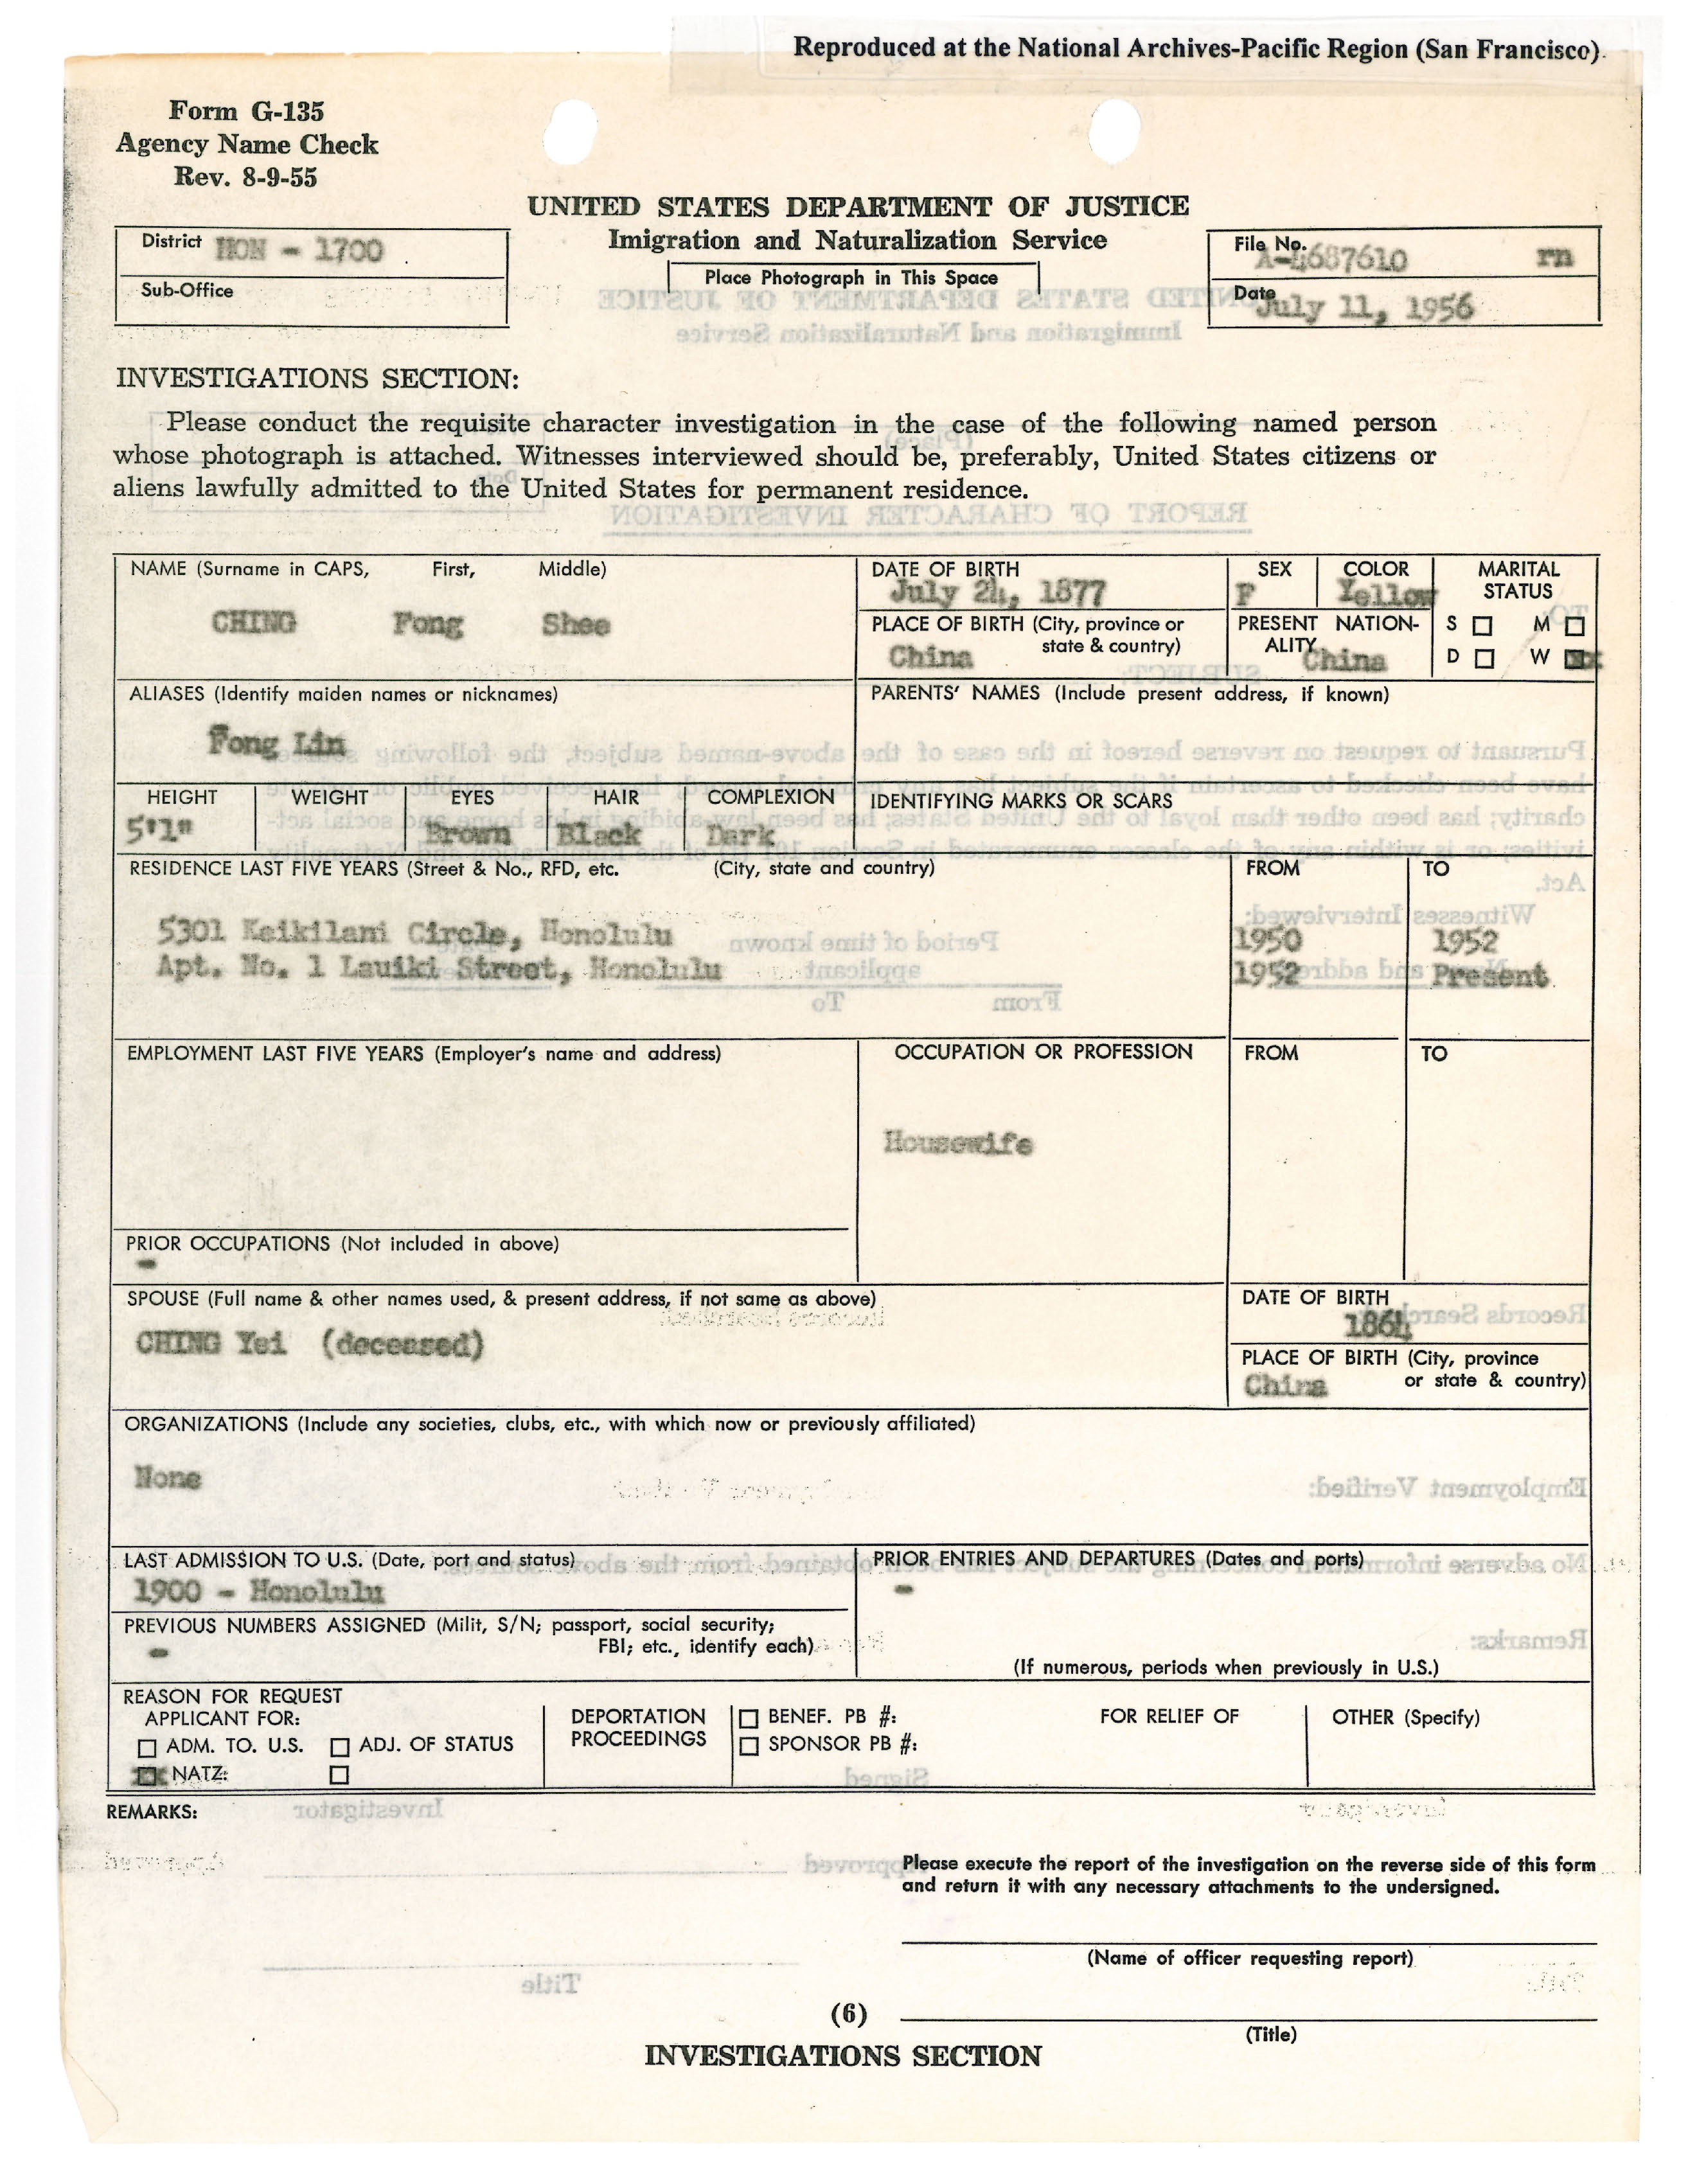 Reproduced at the National Archives-Pacific Region (San Francisco).
Form G-135
Agency Name Check
Rev. 8-9-55
UNITED STATES DEPARTMENT OF JUSTICE
Imigration and Naturalization Service
Place Photograph in This Space
District HON - 1700
Sub-Office
File No. A-4687610 rn
Date July 11, 1956
INVESTIGATIONS SECTION:
Please conduct the requisite character investigation in the case of the following named person
whose photograph is attached. Witnesses interviewed should be, preferably, United States citizens or
aliens lawfully admitted to the United States for permanent residence.
NAME (Surname in CAPS, First, Middle)
CHING Fong Shee
DATE OF BIRTH
July 24, 1877
SEX
F
COLOR
Yellow
MARITAL
STATUS
S M
D W
PLACE OF BIRTH (City, province or
state & country)
China
PRESENT NATION-
ALITY China
ALIASES (Identify maiden names or nicknames)
Fong Lin
PARENTS' NAMES (Include present address, if known)
HEIGHT
5'1"
WEIGHT
EYES
Brown
HAIR
Black
COMPLEXION
Dark
IDENTIFYING MARKS OR SCARS
RESIDENCE LAST FIVE YEARS (Street & No., RFD, etc. (City, state and country) FROM TO
5301 Keikilani Circle, Honolulu 1950 1952
Apt. No. 1 Lauiki Street, Honolulu 1952 Present
EMPLOYMENT LAST FIVE YEARS (Employer's name and address)
OCCUPATION OR PROFESSION
FROM TO
Housewife
PRIOR OCCUPATIONS (Not included in above)
-
SPOUSE (Full name & other names used, & present address, if not same as above)
CHING Yei (deceased)
DATE OF BIRTH
1864
PLACE OF BIRTH (City, province
or state & country)
China
ORGANIZATIONS (Include any societies, clubs, etc., with which now or previously affiliated)
None
LAST ADMISSION TO U.S. (Date, port and status)
1900 - Honolulu
PRIOR ENTRIES AND DEPARTURES (Dates and ports)
-
(If numerous, periods when previously in U.S.)
PREVIOUS NUMBERS ASSIGNED (Milit, S/N; passport, social security;
FBI; etc., identify each)
-
REASON FOR REQUEST
APPLICANT FOR:
ADM. TO. U.S. ADJ. OF STATUS
NATZ:
DEPORTATION
PROCEEDINGS
BENEF. PB #:
SPONSOR PB #:
FOR RELIEF OF
OTHER (Specify)
REMARKS:
Please execute the report of the investigation on the reverse side of this form
and return it with any necessary attachments to the undersigned.
(Name of officer requesting report)
(6)
(Title)
INVESTIGATIONS SECTION